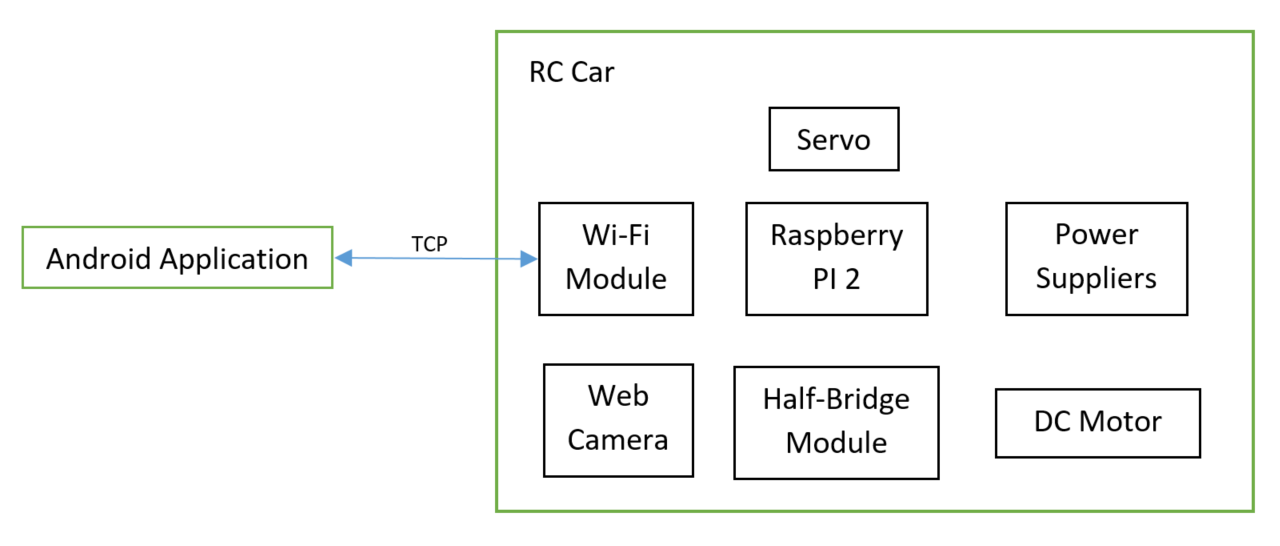 RC Car
Servo
Android Application
TCP
Wi-Fi
Module
Raspberry
PI 2
Power
Suppliers
Web
Camera
Half-Bridge
Module
DC Motor